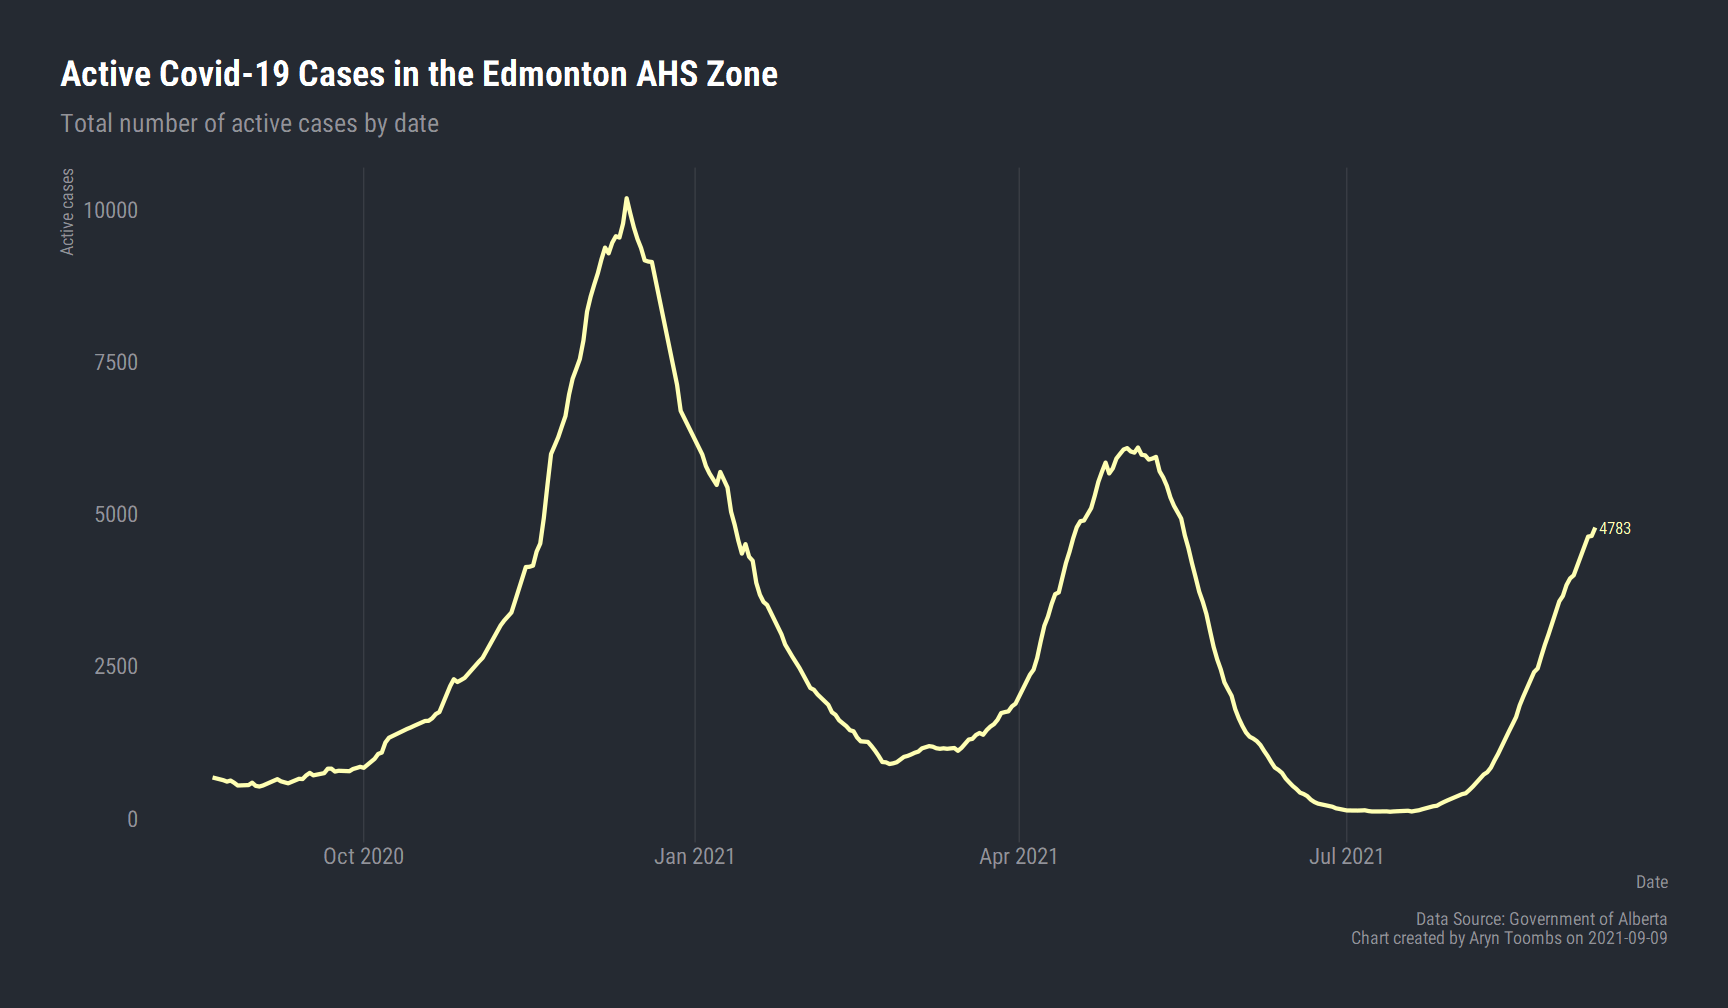 Active Covid-19 Cases in the Edmonton AHS Zone
Total number of active cases by date
Active cases
10000
7500
5000
2500
0
4783
Oct 2020
Jan 2021
Apr 2021
Jul 2021
Date
Data Source: Government of Alberta
Chart created by Aryn Toombs on 2021-09-09